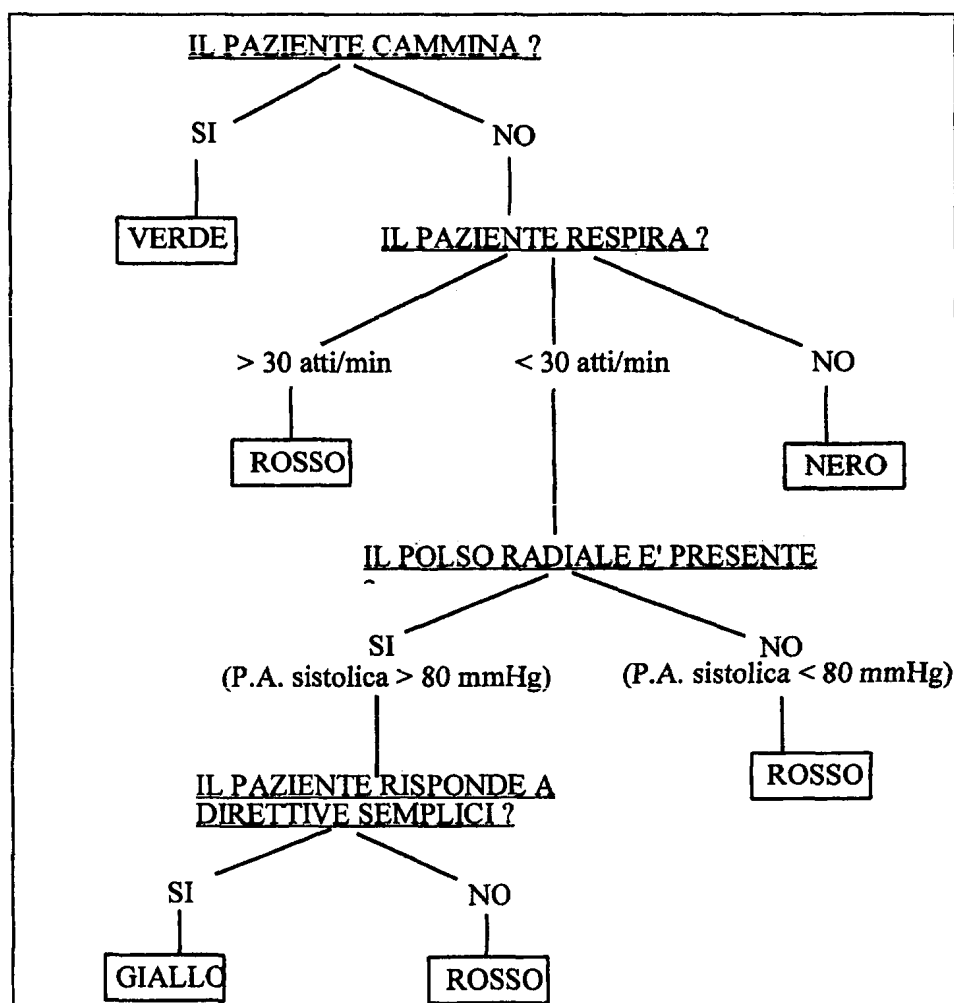 IL PAZIENTE CAMMINA ?
SI
NO
VERDE
IL PAZIENTE RESPIRA ?
> 30 atti/min
< 30 atti/min
NO
ROSSO
NERO
IL POLSO RADIALE E' PRESENTE
?
SI
NO
(P.A. sistolica > 80 mmHg)
(P.A. sistolica < 80 mmHg)
ROSSO
IL PAZIENTE RISPONDE A
DIRETTIVE SEMPLICI ?
SI
NO
GIALLO
ROSSO